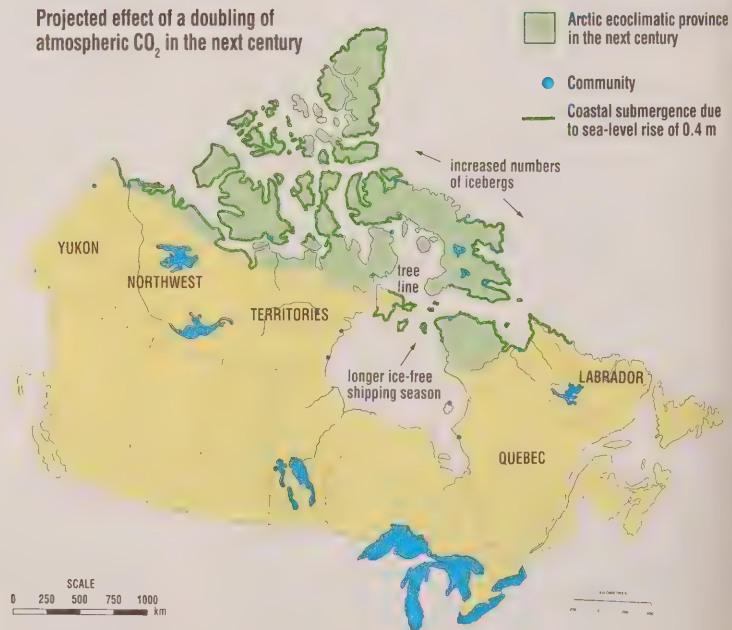 Projected effect of a doubling of
atmospheric CO₂ in the next century
Arctic ecoclimatic province
in the next century
Community
Coastal submergence due
to sea-level rise of 0.4 m
increased numbers
of icebergs
YUKON
NORTHWEST
TERRITORIES
tree
line
longer ice-free
shipping season
LABRADOR
QUEBEC
SCALE
0 250 500 750 1000
km